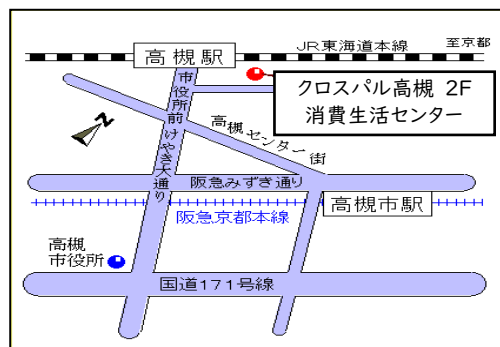 JR東海道本線
至京都
高槻駅
クロスパル高槻 2F
消費生活センター
市役所前けやき大通り
高槻センター街
N
阪急みずき通り
高槻市駅
阪急京都本線
高槻
市役所
国道171号線